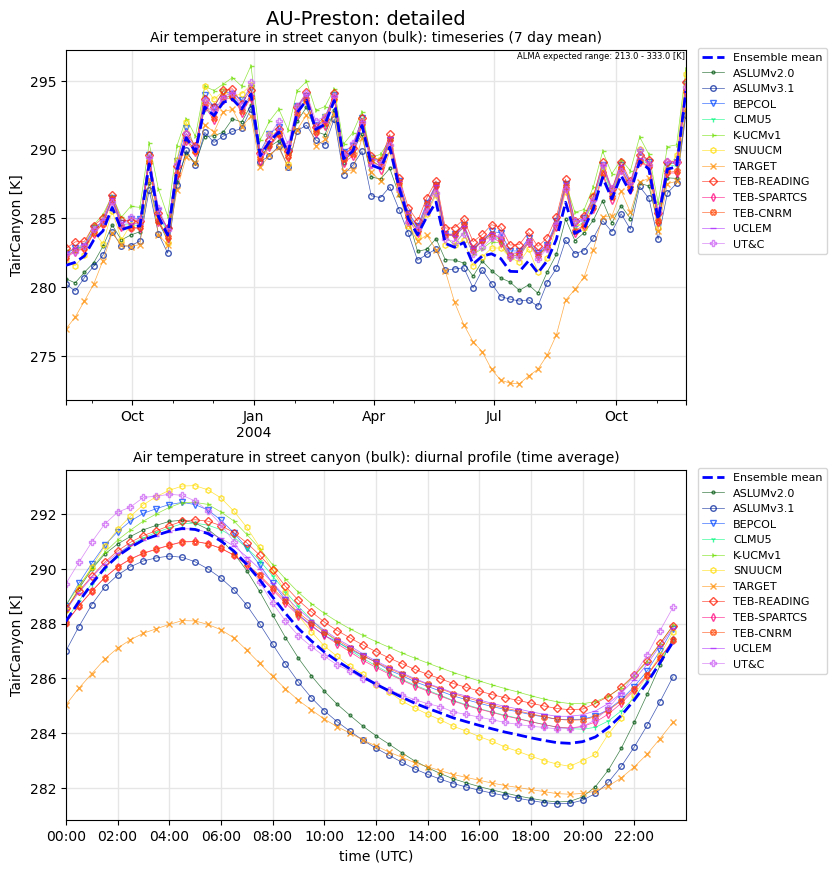 AU-Preston: detailed
Air temperature in street canyon (bulk): timeseries (7 day mean)
ALMA expected range: 213.0 - 333.0 [K]
TairCanyon [K]
295
290
285
280
275
Oct
Jan
2004
Apr
Jul
Oct
Ensemble mean
ASLUMv2.0
ASLUMv3.1
BEPCOL
CLMU5
K-UCMv1
SNUUCM
TARGET
TEB-READING
TEB-SPARTCS
TEB-CNRM
UCLEM
UT&C
Air temperature in street canyon (bulk): diurnal profile (time average)
TairCanyon [K]
292
290
288
286
284
282
00:00
02:00
04:00
06:00
08:00
10:00
12:00
14:00
16:00
18:00
20:00
22:00
time (UTC)
Ensemble mean
ASLUMv2.0
ASLUMv3.1
BEPCOL
CLMU5
K-UCMv1
SNUUCM
TARGET
TEB-READING
TEB-SPARTCS
TEB-CNRM
UCLEM
UT&C